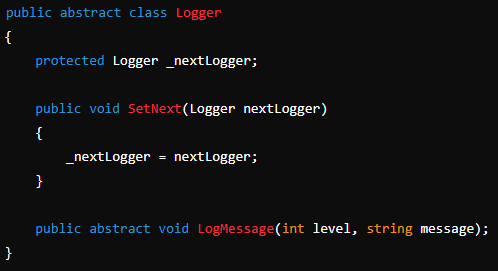 public abstract class Logger
{
    protected Logger _nextLogger;
    public void SetNext(Logger nextLogger)
    {
        _nextLogger = nextLogger;
    }
    public abstract void LogMessage(int level, string message);
}